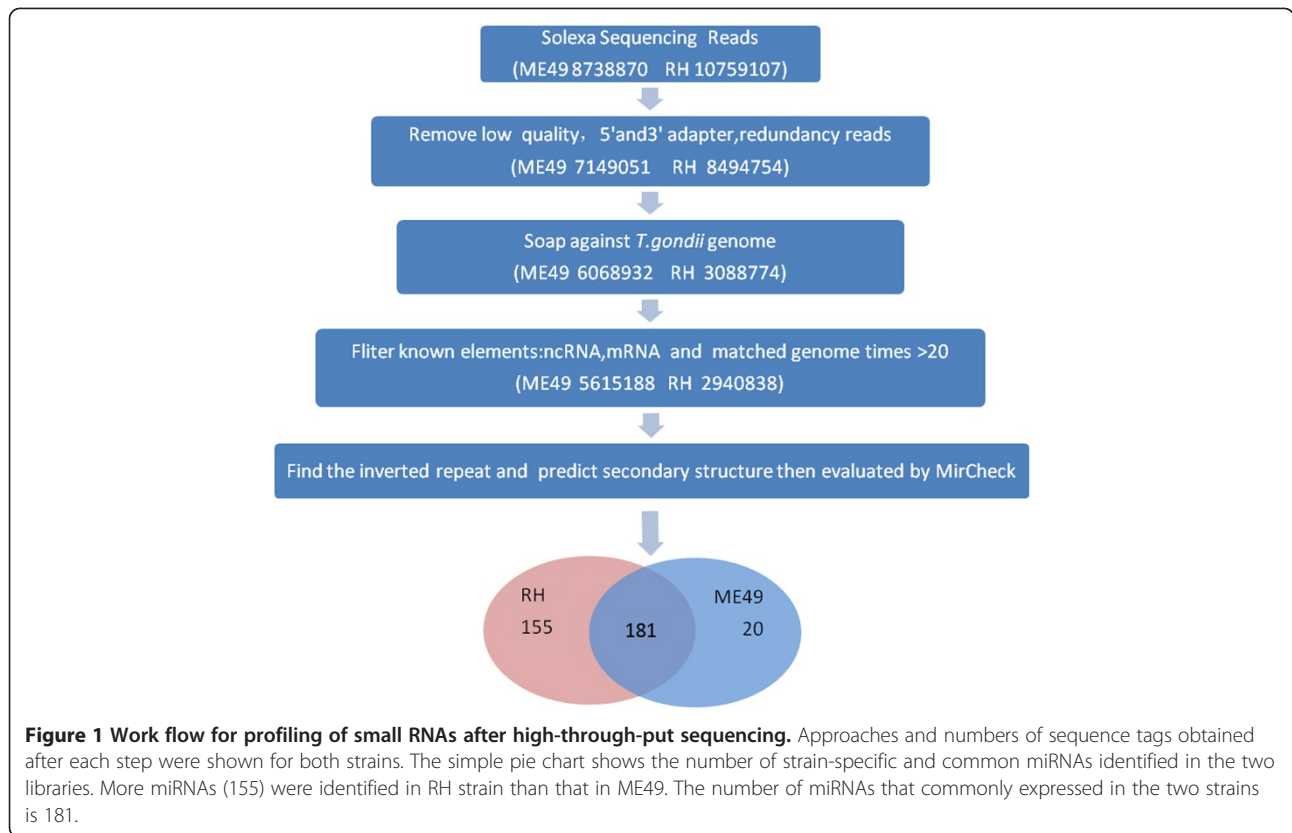 Solexa Sequencing Reads
(ME49 8738870 RH 10759107)
Remove low quality，5'and3' adapter,redundancy reads
(ME49 7149051 RH 8494754)
Soap against T.gondii genome
(ME49 6068932 RH 3088774)
Fliter known elements:ncRNA,mRNA and matched genome times >20
(ME49 5615188 RH 2940838)
Find the inverted repeat and predict secondary structure then evaluated by MirCheck
RH
155
181
ME49
20
Figure 1 Work flow for profiling of small RNAs after high-through-put sequencing. Approaches and numbers of sequence tags obtained
after each step were shown for both strains. The simple pie chart shows the number of strain-specific and common miRNAs identified in the two
libraries. More miRNAs (155) were identified in RH strain than that in ME49. The number of miRNAs that commonly expressed in the two strains
is 181.